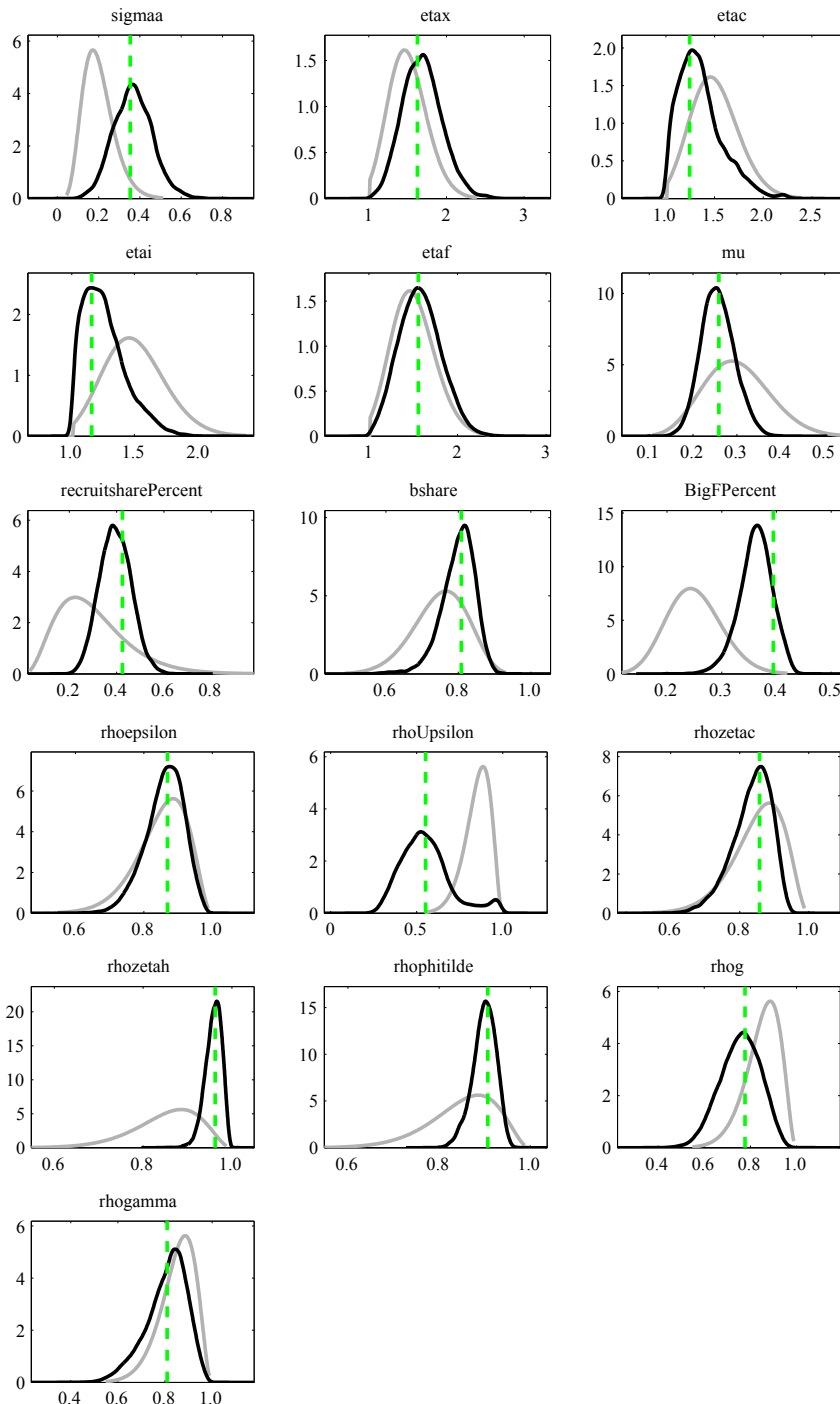 sigmaa etax etac
6
4
2
0
0 0.2 0.4 0.6 0.8
1.5
1.0
0.5
0
1 2 3
2.0
1.5
1.0
0.5
0
1.0 1.5 2.0 2.5
etai etaf mu
2
1
0
1.0 1.5 2.0
1.5
1.0
0.5
0
1 2 3
10
5
0
0.1 0.2 0.3 0.4 0.5
recruitsharePercent bshare BigFPercent
6
4
2
0
0.2 0.4 0.6 0.8
10
5
0
0.6 0.8 1.0
15
10
5
0
0.2 0.3 0.4 0.5
rhoepsilon rhoUpsilon rhozetac
6
4
2
0
0.6 0.8 1.0
6
4
2
0
0 0.5 1.0
8
6
4
2
0
0.6 0.8 1.0
rhozetah rhophitilde rhog
20
15
10
5
0
0.6 0.8 1.0
15
10
5
0
0.6 0.8 1.0
6
4
2
0
0.4 0.6 0.8 1.0
rhogamma
6
4
2
0
0.4 0.6 0.8 1.0